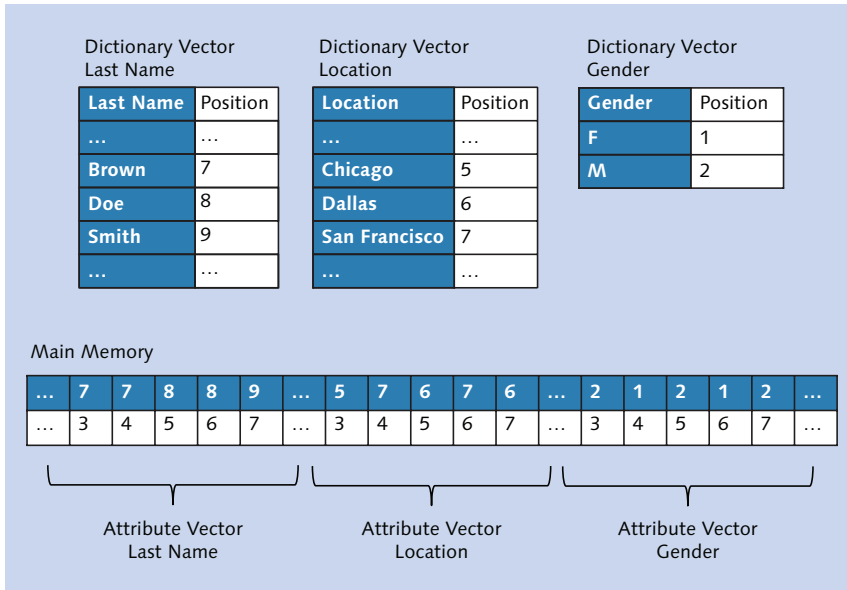 Dictionary Vector
Last Name
Dictionary Vector
Location
Dictionary Vector
Gender
Last Name Position
... ...
Brown 7
Doe 8
Smith 9
... ...
Location Position
... ...
Chicago 5
Dallas 6
San Francisco 7
... ...
Gender Position
F 1
M 2
Main Memory
... 7 7 8 8 9 ... 5 7 6 7 6 ... 2 1 2 1 2 ...
... 3 4 5 6 7 ... 3 4 5 6 7 ... 3 4 5 6 7 ...
Attribute Vector
Last Name
Attribute Vector
Location
Attribute Vector
Gender